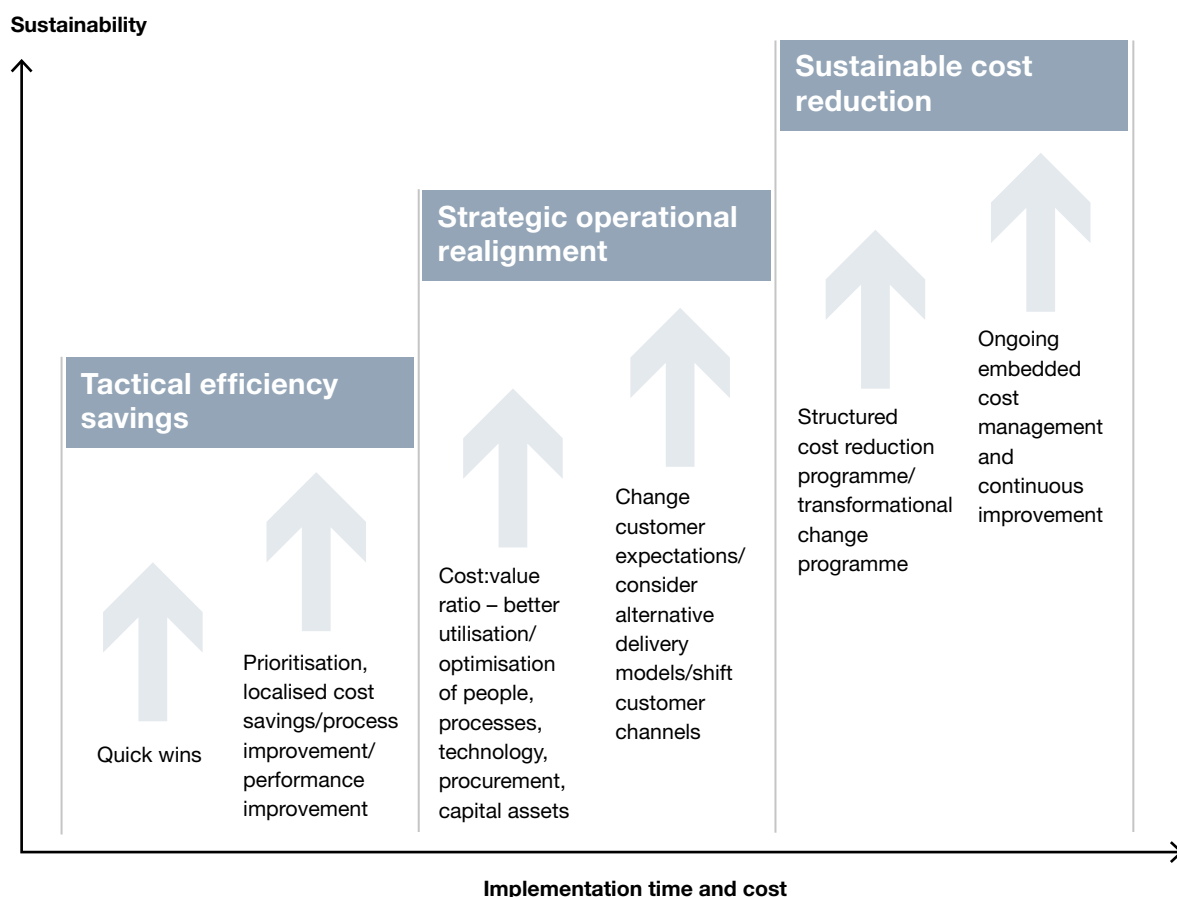 Sustainability
Sustainable cost
reduction
Strategic operational
realignment
Tactical efficiency
savings
Quick wins
Prioritisation,
localised cost
savings/process
improvement/
performance
improvement
Cost:value
ratio – better
utilisation/
optimisation
of people,
processes,
technology,
procurement,
capital assets
Change
customer
expectations/
consider
alternative
delivery
models/shift
customer
channels
Structured
cost reduction
programme/
transformational
change
programme
Ongoing
embedded
cost
management
and
continuous
improvement
Implementation time and cost